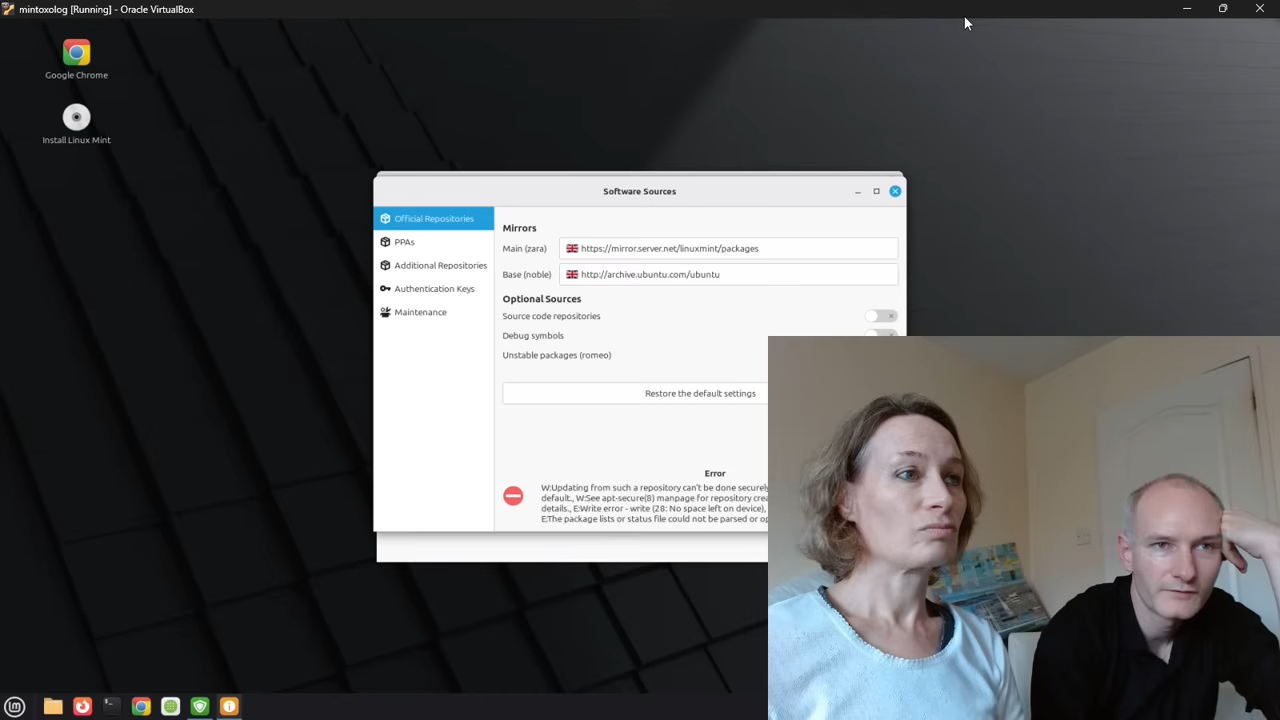 mintoxolog [Running] - Oracle VirtualBox
Google Chrome
Install Linux Mint
Software Sources
Official Repositories
PPAs
Additional Repositories
Authentication Keys
Maintenance
Mirrors
Main (zara) https://mirror.server.net/linuxmint/packages
Base (noble) http://archive.ubuntu.com/ubuntu
Optional Sources
Source code repositories
Debug symbols
Unstable packages (romeo)
Restore the default settings
Error
W:Updating from such a repository can't be done securely
default., W:See apt-secure(8) manpage for repository crea
details., E:Write error - write (28: No space left on device),
E:The package lists or status file could not be parsed or op